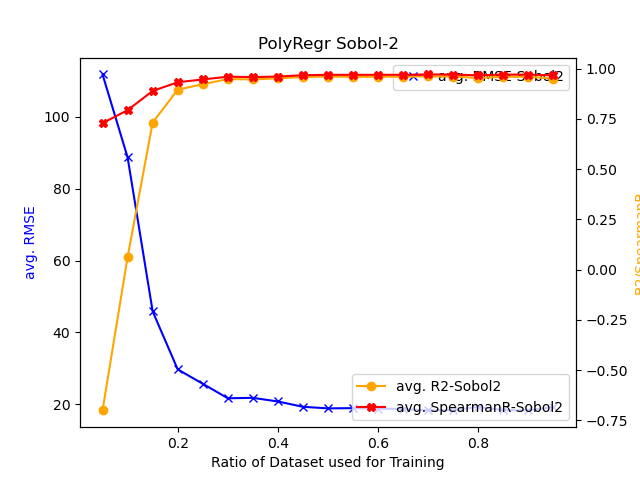 PolyRegr Sobol-2
avg. RMSE-Sobol2
avg. RMSE
100
80
60
40
20
1.00
0.75
0.50
0.25
0.00
−0.25
−0.50
−0.75
R2/SpearmanR
avg. R2-Sobol2
avg. SpearmanR-Sobol2
0.2
0.4
0.6
0.8
Ratio of Dataset used for Training